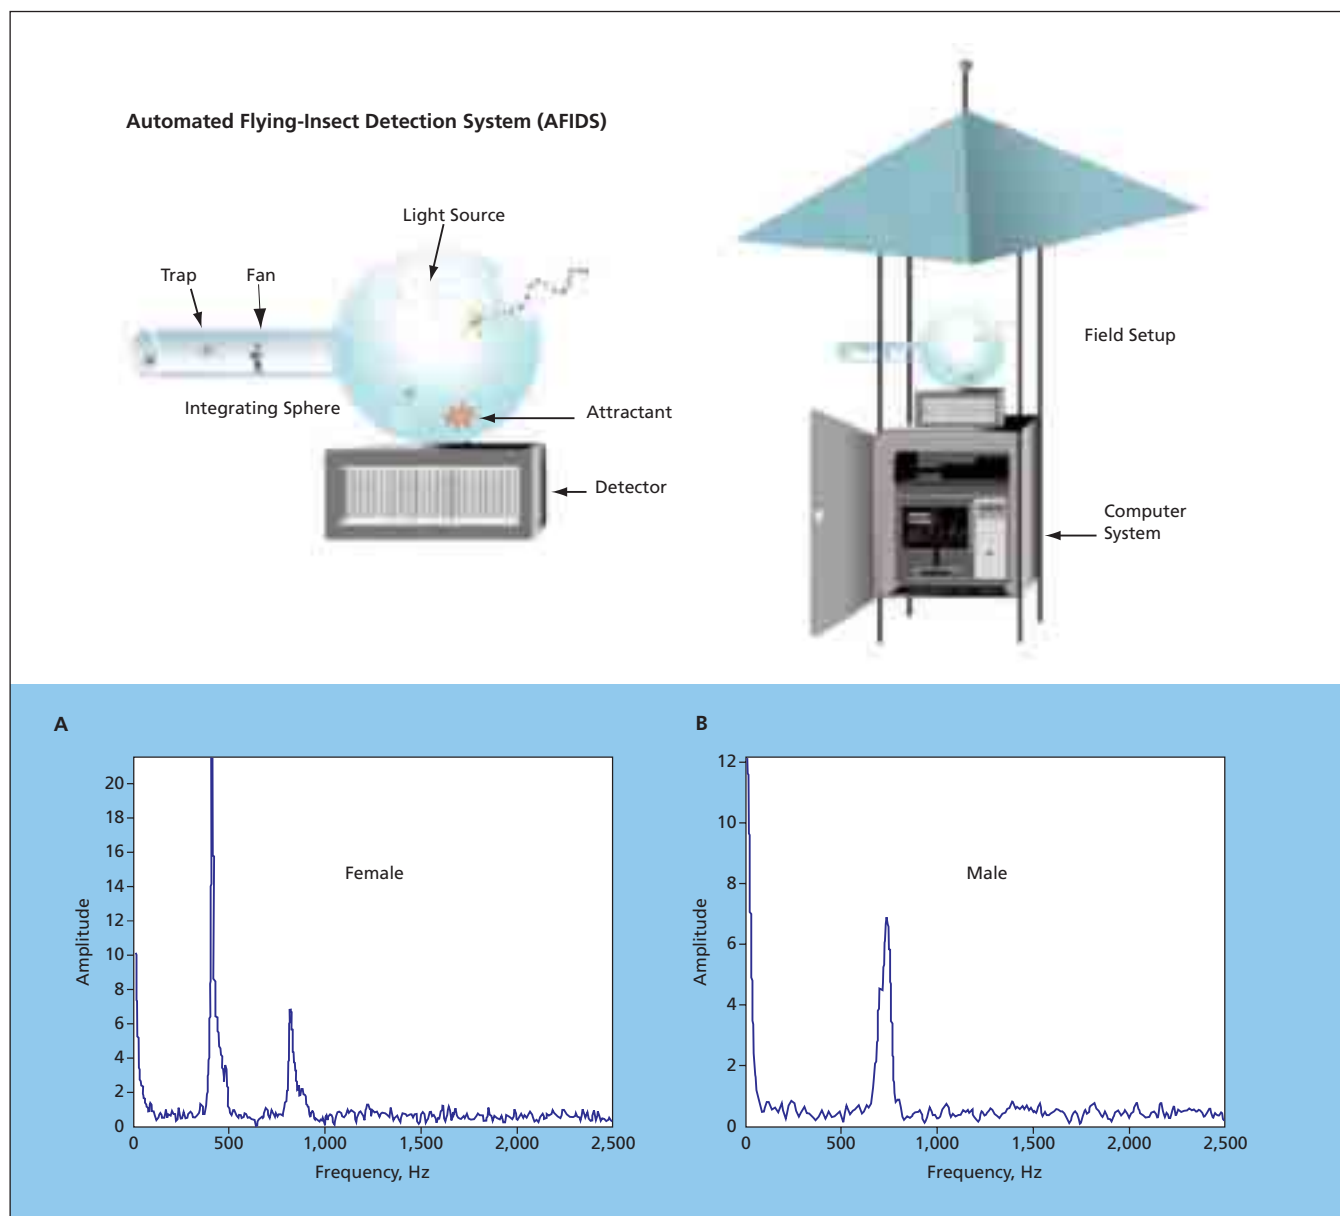 Automated Flying-Insect Detection System (AFIDS)
Light Source
Trap
Fan
Integrating Sphere
Attractant
Detector
Field Setup
Computer
System
A
20
18
16
14
12
10
8
6
4
2
0
Amplitude
Female
0
500
1,000
1,500
2,000
2,500
Frequency, Hz
B
12
10
8
6
4
2
0
Amplitude
Male
0
500
1,000
1,500
2,000
2,500
Frequency, Hz